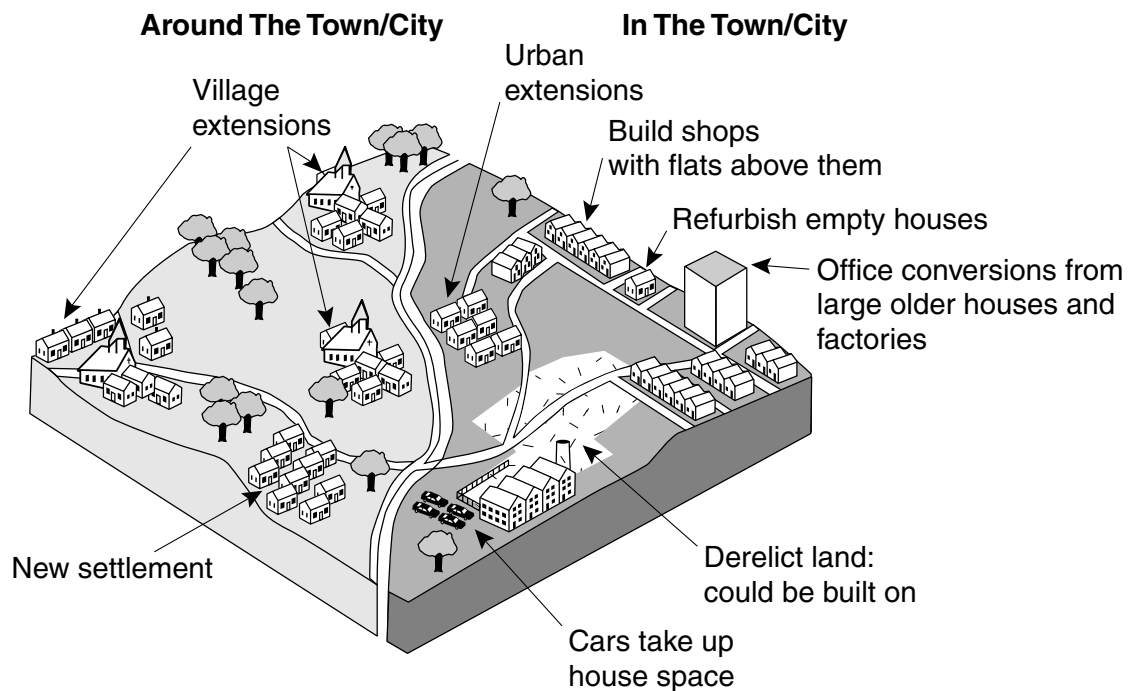 Around The Town/City
In The Town/City
Village
extensions
Urban
extensions
Build shops
with flats above them
Refurbish empty houses
Office conversions from
large older houses and
factories
New settlement
Derelict land:
could be built on
Cars take up
house space